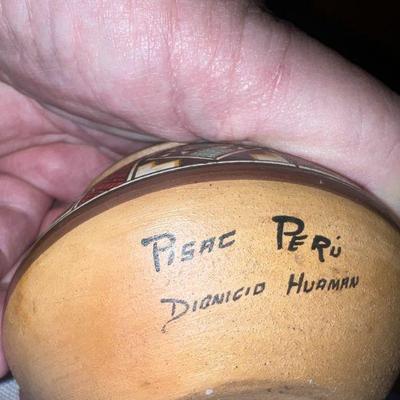 PISAC PERÚ
DIONICIO HUAMAN